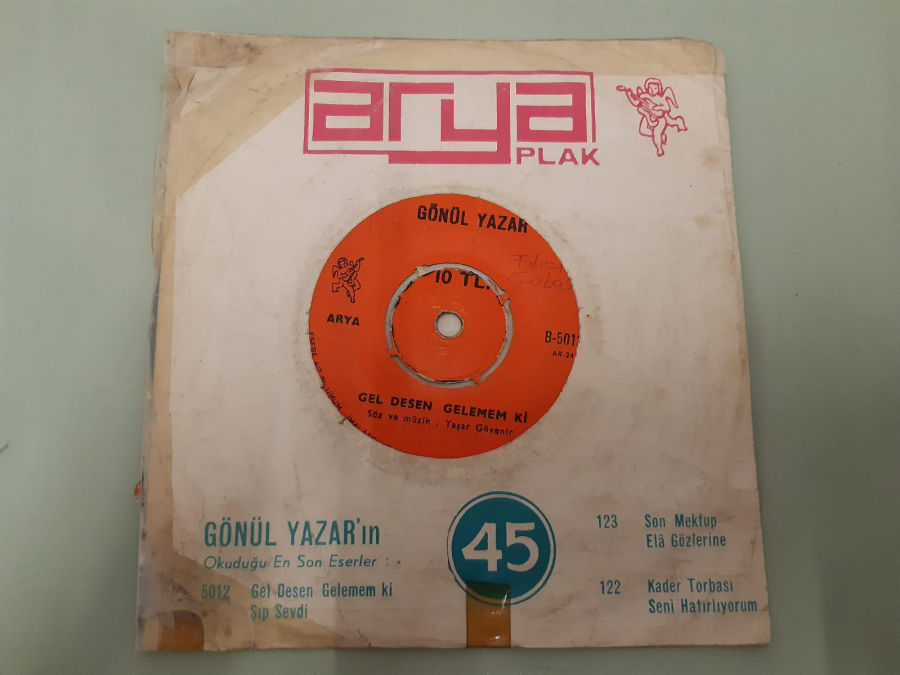 arya
PLAK
GÖNÜL YAZAR
10 TL.
ARYA
B-501
AR-24
GEL DESEN GELEMEM Kİ
Söz ve müzik : Yaşar Güvenir
GÖNÜL YAZAR'ın
Okuduğu En Son Eserler :
5012 Gel Desen Gelemem ki
Şıp Sevdi
45
123 Son Mektup
Elâ Gözlerine
122 Kader Torbası
Seni Hatırlıyorum